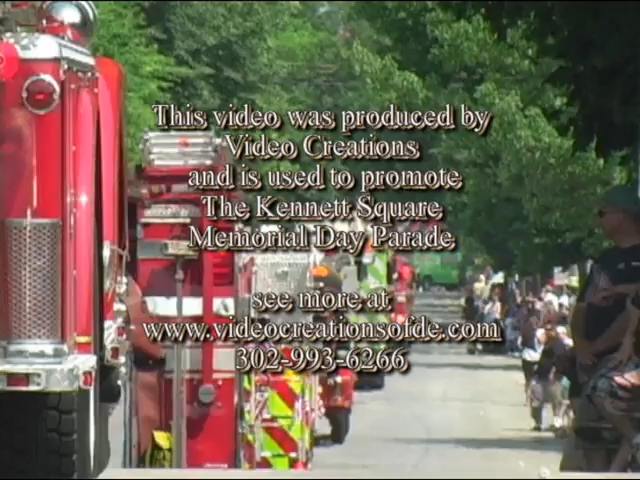 This video was produced by
Video Creations
and is used to promote
The Kennett Square
Memorial Day Parade
see more at
www.videocreationsofde.com
302-993-6266